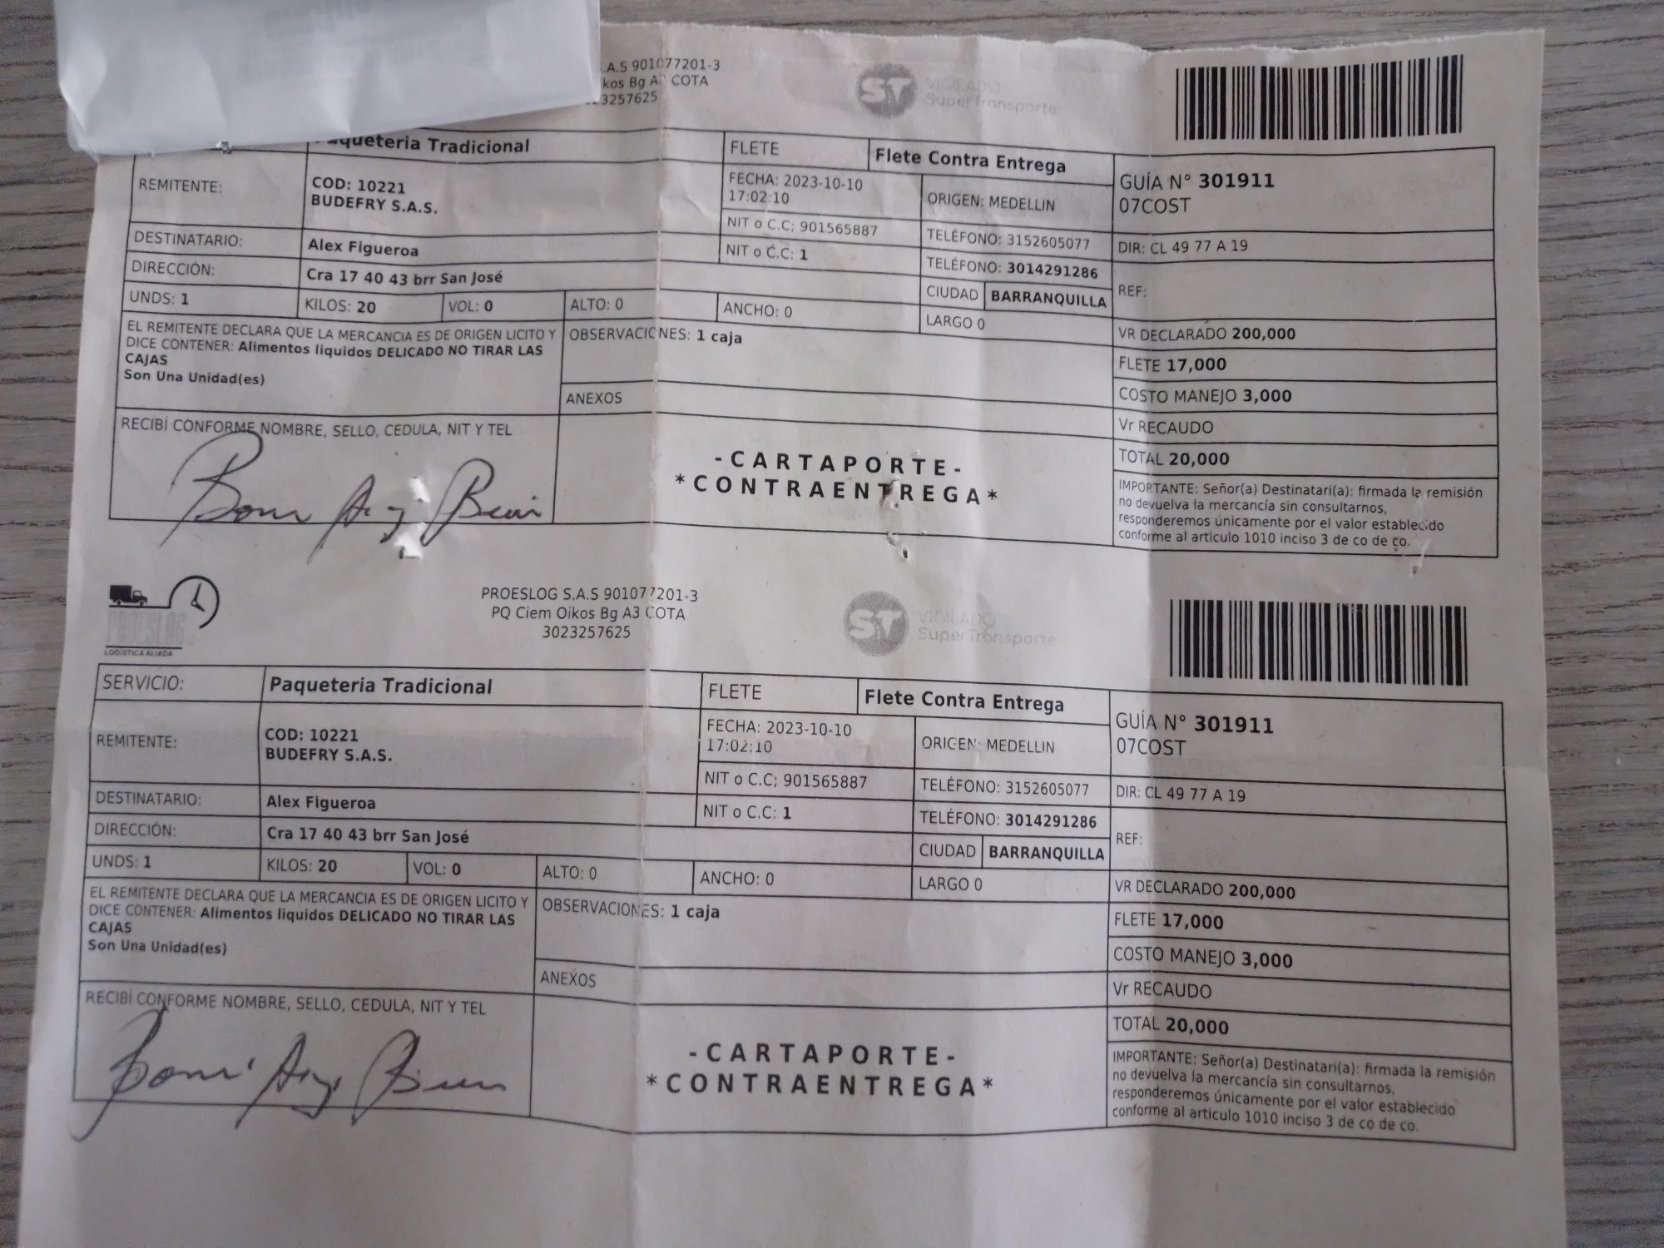 .A.S 901077201-3
kos Bg A COTA
3257625
ST VIGILADO
SuperTransporte
Paqueteria Tradicional FLETE Flete Contra Entrega
REMITENTE: COD: 10221
BUDEFRY S.A.S.
FECHA: 2023-10-10
17:02:10
ORIGEN: MEDELLIN
GUÍA N° 301911
07COST
NIT o C.C; 901565887 TELÉFONO: 3152605077 DIR: CL 49 77 A 19
DESTINATARIO: Alex Figueroa NIT o C.C: 1 TELÉFONO: 3014291286
DIRECCIÓN: Cra 17 40 43 brr San José CIUDAD BARRANQUILLA REF:
UNDS: 1 KILOS: 20 VOL: 0 ALTO: 0 ANCHO: 0 LARGO 0
VR DECLARADO 200,000
EL REMITENTE DECLARA QUE LA MERCANCIA ES DE ORIGEN LICITO Y
DICE CONTENER: Alimentos liquidos DELICADO NO TIRAR LAS
CAJAS
Son Una Unidad(es)
OBSERVACIONES: 1 caja
FLETE 17,000
ANEXOS
COSTO MANEJO 3,000
Vr RECAUDO
TOTAL 20,000
RECIBÍ CONFORME NOMBRE, SELLO, CEDULA, NIT Y TEL
-CARTAPORTE-
*CONTRAENTREGA*
IMPORTANTE: Señor(a) Destinatari(a): firmada la remisión
no devuelva la mercancía sin consultarnos,
responderemos únicamente por el valor establecido
conforme al articulo 1010 inciso 3 de co de co.
LOGISTICA ALIADA
PROESLOG S.A.S 901077201-3
PQ Ciem Oikos Bg A3 COTA
3023257625
ST VIGILADO
SuperTransporte
SERVICIO: Paqueteria Tradicional FLETE Flete Contra Entrega
REMITENTE: COD: 10221
BUDEFRY S.A.S.
FECHA: 2023-10-10
17:02:10
ORIGEN: MEDELLIN
GUÍA N° 301911
07COST
NIT o C.C; 901565887 TELÉFONO: 3152605077 DIR: CL 49 77 A 19
DESTINATARIO: Alex Figueroa NIT o C.C: 1 TELÉFONO: 3014291286
DIRECCIÓN: Cra 17 40 43 brr San José CIUDAD BARRANQUILLA REF:
UNDS: 1 KILOS: 20 VOL: 0 ALTO: 0 ANCHO: 0 LARGO 0
VR DECLARADO 200,000
EL REMITENTE DECLARA QUE LA MERCANCIA ES DE ORIGEN LICITO Y
DICE CONTENER: Alimentos liquidos DELICADO NO TIRAR LAS
CAJAS
Son Una Unidad(es)
OBSERVACIONES: 1 caja
FLETE 17,000
ANEXOS
COSTO MANEJO 3,000
Vr RECAUDO
TOTAL 20,000
RECIBÍ CONFORME NOMBRE, SELLO, CEDULA, NIT Y TEL
-CARTAPORTE-
*CONTRAENTREGA*
IMPORTANTE: Señor(a) Destinatari(a): firmada la remisión
no devuelva la mercancía sin consultarnos,
responderemos únicamente por el valor establecido
conforme al articulo 1010 inciso 3 de co de co.